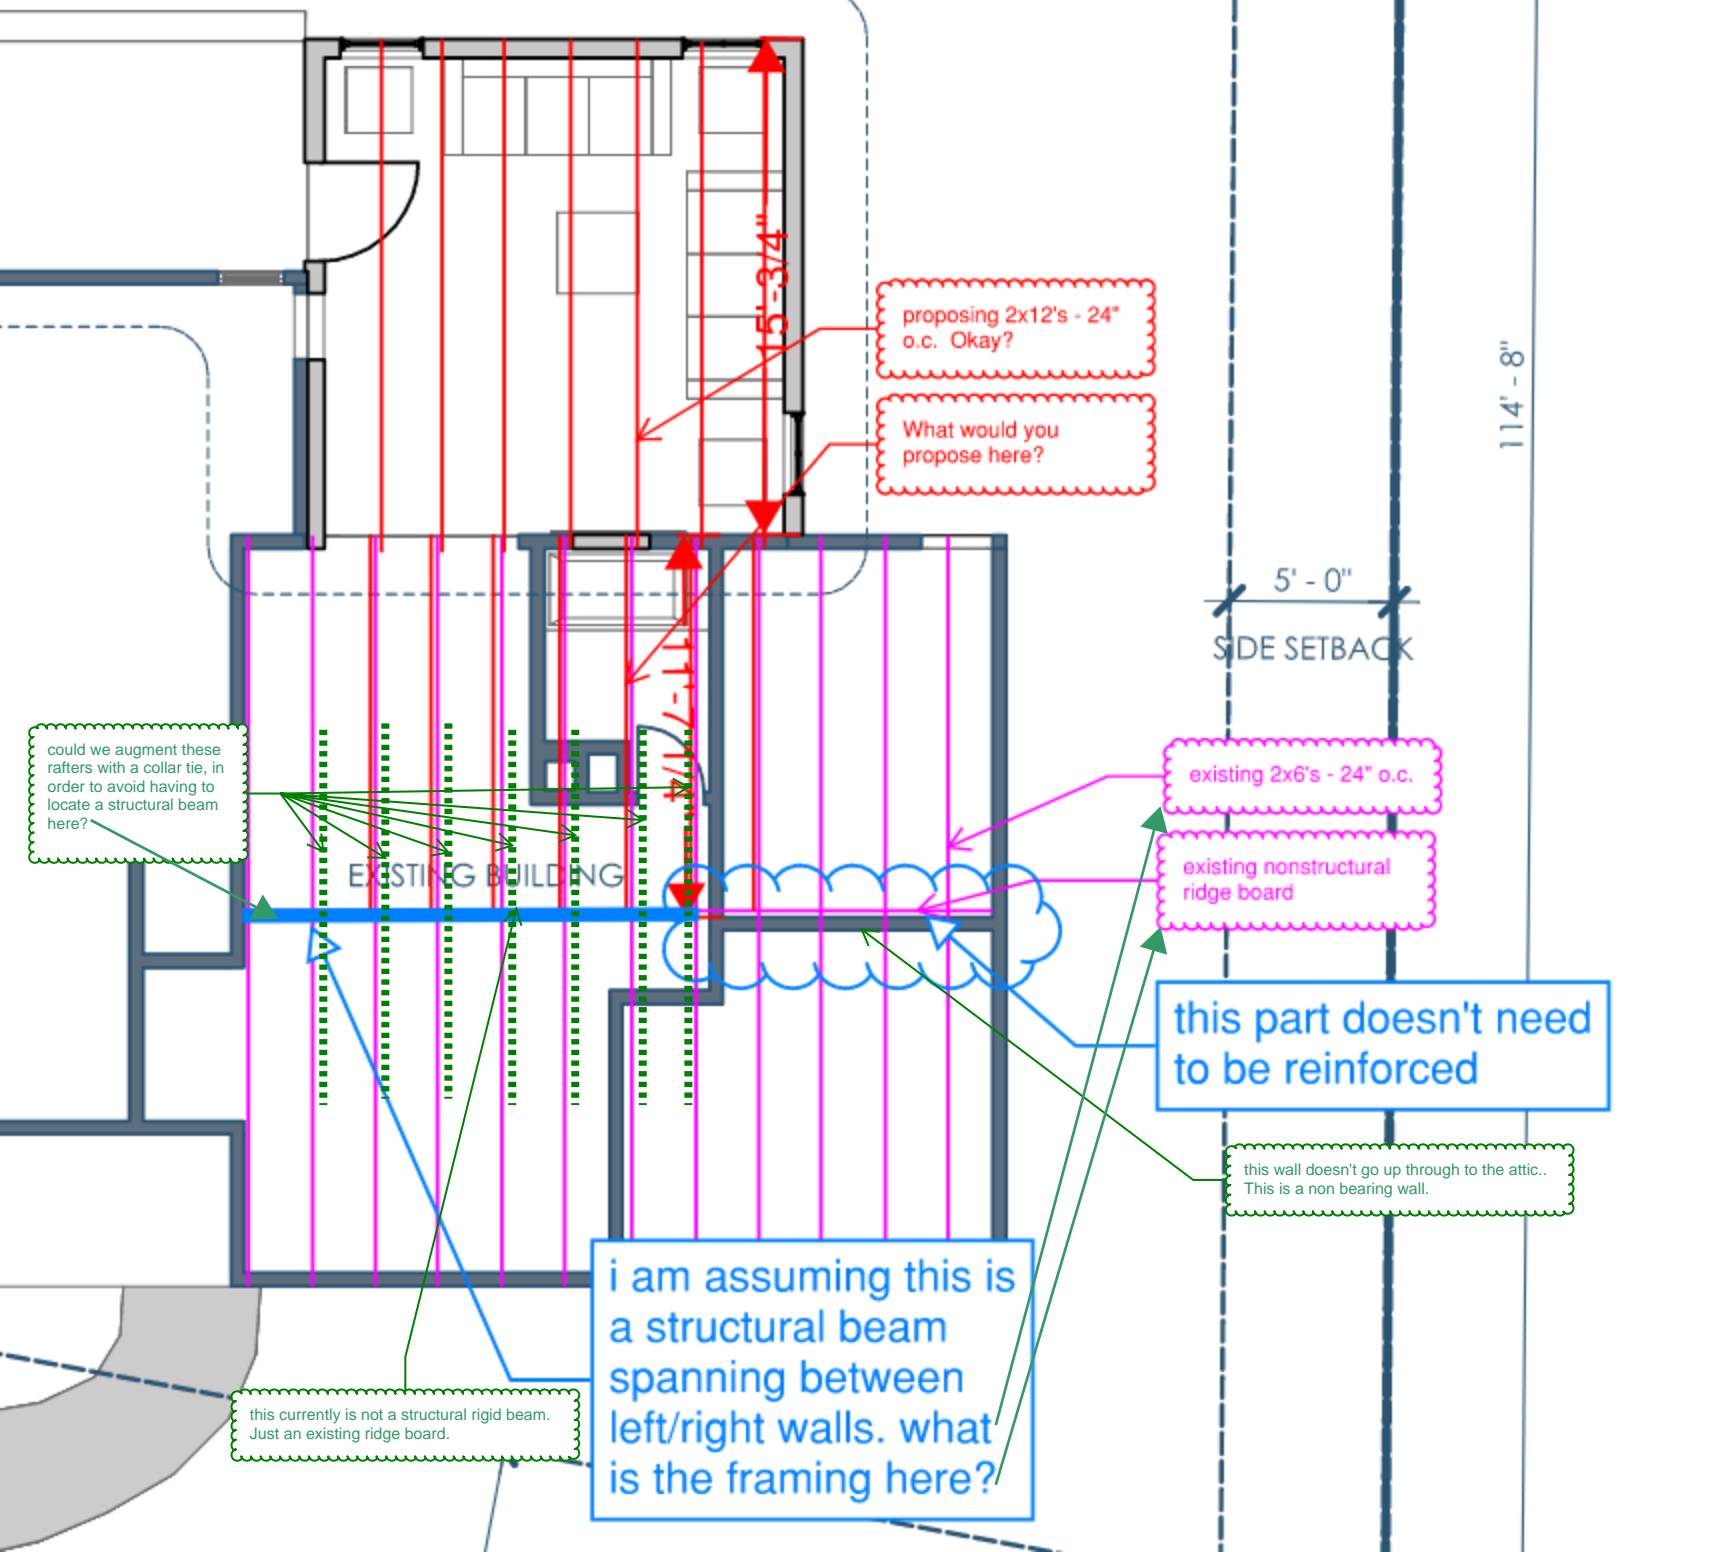 15'-3/4"
proposing 2x12's - 24"
o.c.  Okay?
What would you
propose here?
114' - 8"
5' - 0"
SIDE SETBACK
11'-7 1/4
could we augment these
rafters with a collar tie, in
order to avoid having to
locate a structural beam
here?
existing 2x6's - 24" o.c.
existing nonstructural
ridge board
EXISTING BUILDING
this part doesn't need
to be reinforced
this wall doesn't go up through to the attic..
This is a non bearing wall.
i am assuming this is
a structural beam
spanning between
left/right walls. what
is the framing here?
this currently is not a structural rigid beam.
Just an existing ridge board.